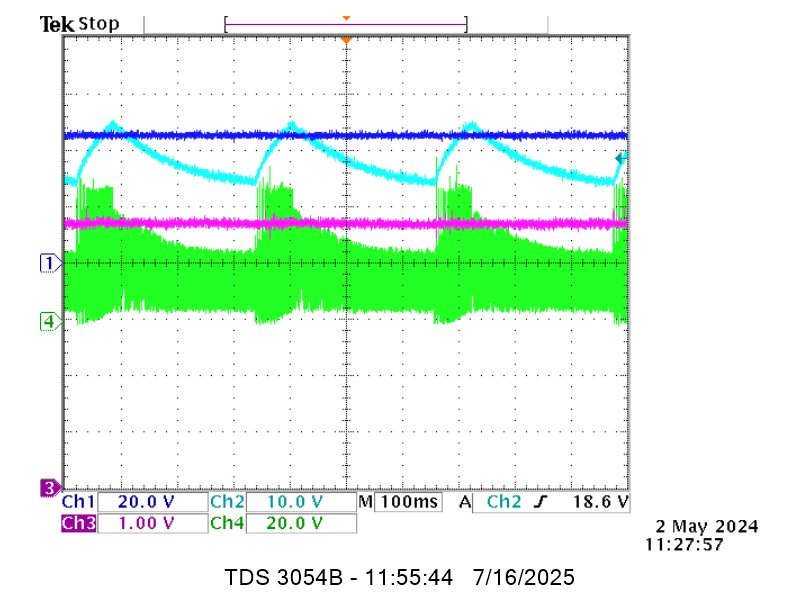 Tek Stop
1
4
3
Ch1 20.0 V Ch2 10.0 V M 100ms A Ch2 18.6 V
Ch3 1.00 V Ch4 20.0 V
2 May 2024
11:27:57
TDS 3054B - 11:55:44 7/16/2025